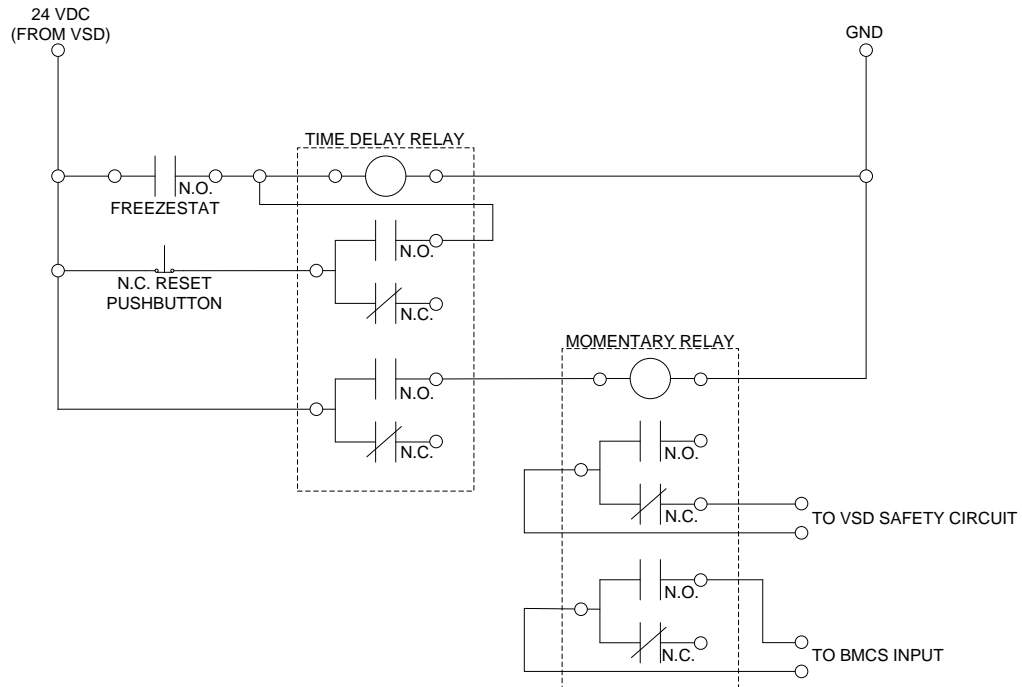 24 VDC
(FROM VSD)
GND
TIME DELAY RELAY
N.O.
FREEZESTAT
N.O.
N.C. RESET
PUSHBUTTON
N.C.
MOMENTARY RELAY
N.O.
N.C.
N.O.
N.C.
TO VSD SAFETY CIRCUIT
N.O.
N.C.
TO BMCS INPUT